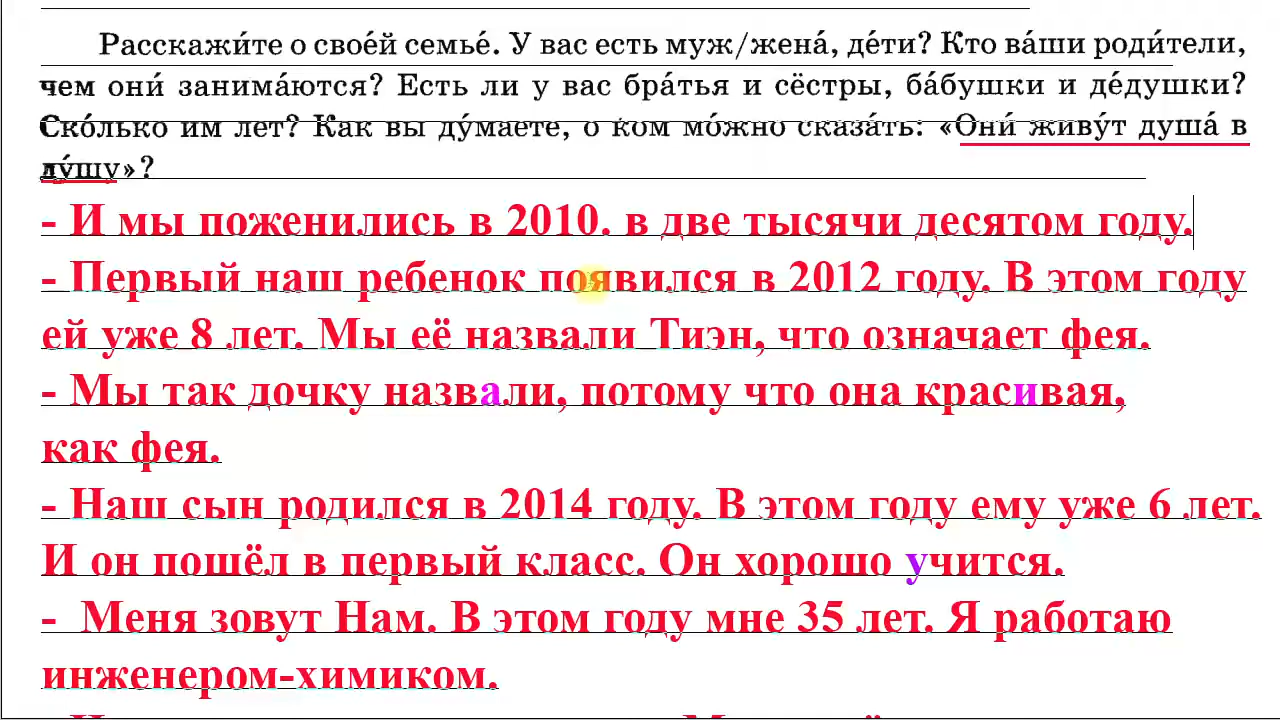 Расскажи́те о свое́й семье́. У вас есть муж/жена́, де́ти? Кто ва́ши роди́тели,
чем они́ занима́ются? Есть ли у вас бра́тья и сёстры, ба́бушки и де́душки?
Ско́лько им лет? Как вы ду́маете, о ком мо́жно сказа́ть: «Они́ живу́т душа́ в
ду́шу»?
- И мы поженились в 2010. в две тысячи десятом году.
- Первый наш ребенок появился в 2012 году. В этом году
ей уже 8 лет. Мы её назвали Тиэн, что означает фея.
- Мы так дочку назвали, потому что она красивая,
как фея.
- Наш сын родился в 2014 году. В этом году ему уже 6 лет.
И он пошёл в первый класс. Он хорошо учится.
- Меня зовут Нам. В этом году мне 35 лет. Я работаю
инженером-химиком.